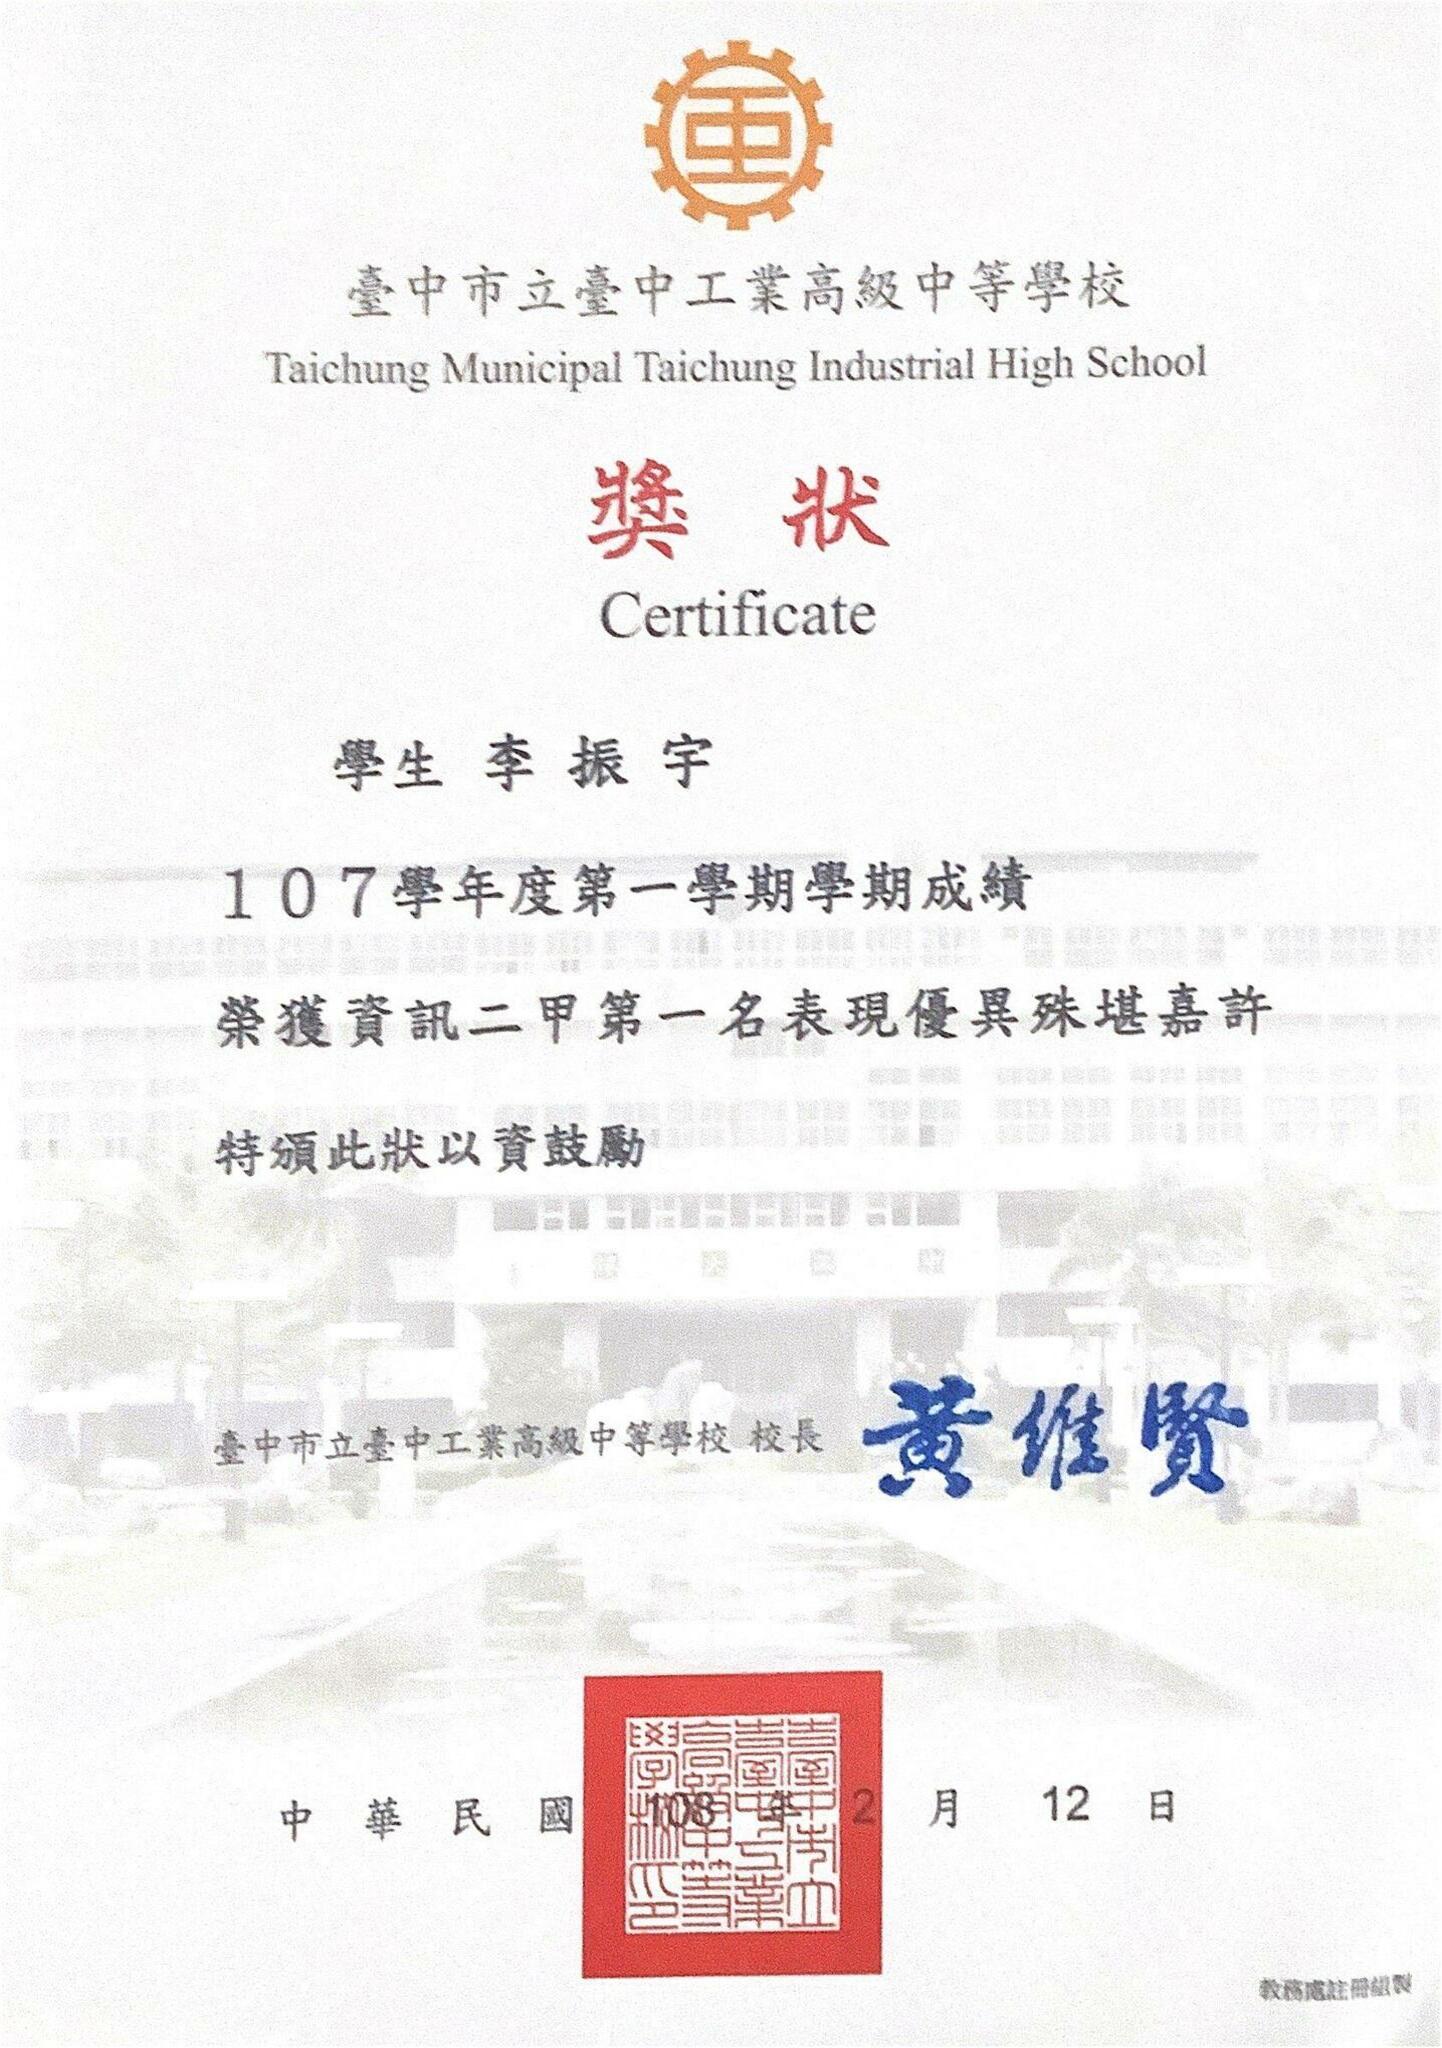 臺中市立臺中工業高級中等學校
Taichung Municipal Taichung Industrial High School
獎 狀
Certificate
學生 李 振 宇
１０７學年度第一學期學期成績
榮獲資訊二甲第一名表現優異殊堪嘉許
特頒此狀以資鼓勵
臺中市立臺中工業高級中等學校 校長 黃維賢
中 華 民 國 108 年 2 月 12 日
臺中市立
臺中工業
高級中等
學校印
教務處註冊組製